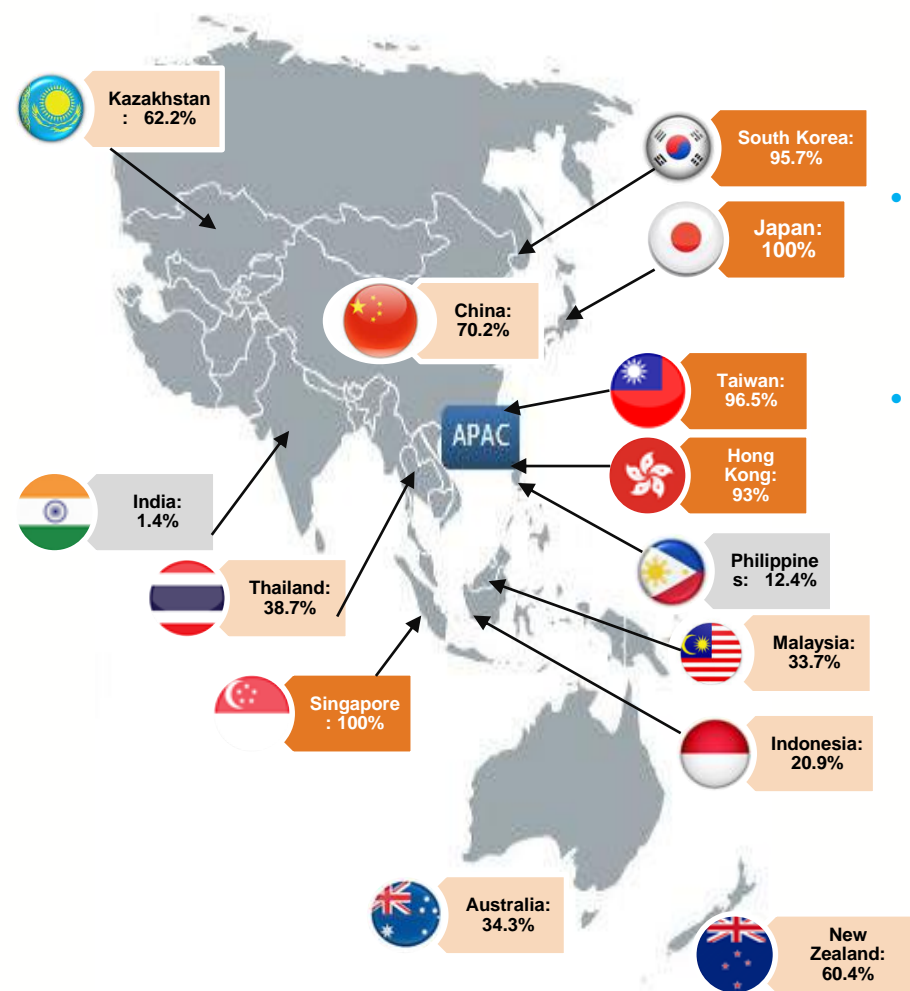 Kazakhstan
: 62.2%
South Korea:
95.7%
Japan:
100%
China:
70.2%
Taiwan:
96.5%
APAC
Hong
Kong:
93%
India:
1.4%
Philippine
s: 12.4%
Thailand:
38.7%
Malaysia:
33.7%
Singapore
: 100%
Indonesia:
20.9%
Australia:
34.3%
New
Zealand:
60.4%